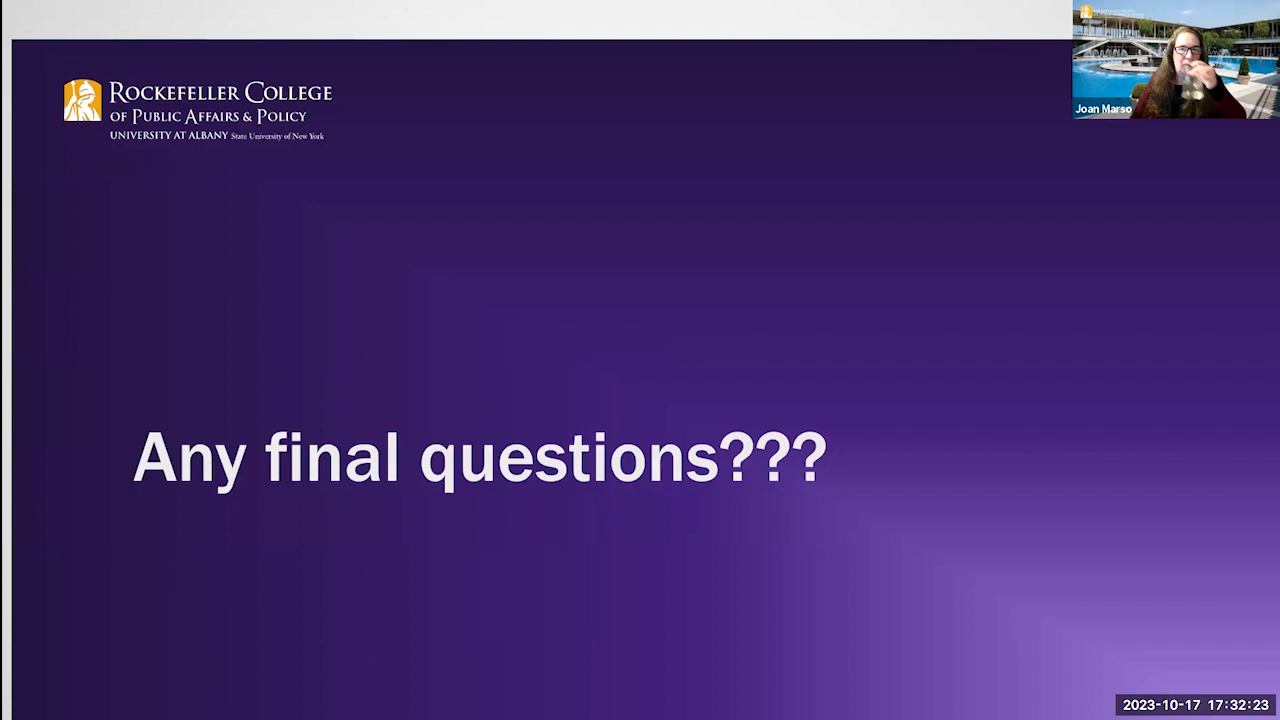 ROCKEFELLER COLLEGE
OF PUBLIC AFFAIRS & POLICY
UNIVERSITY AT ALBANY State University of New York
Joan Marso
Any final questions???
2023-10-17 17:32:23